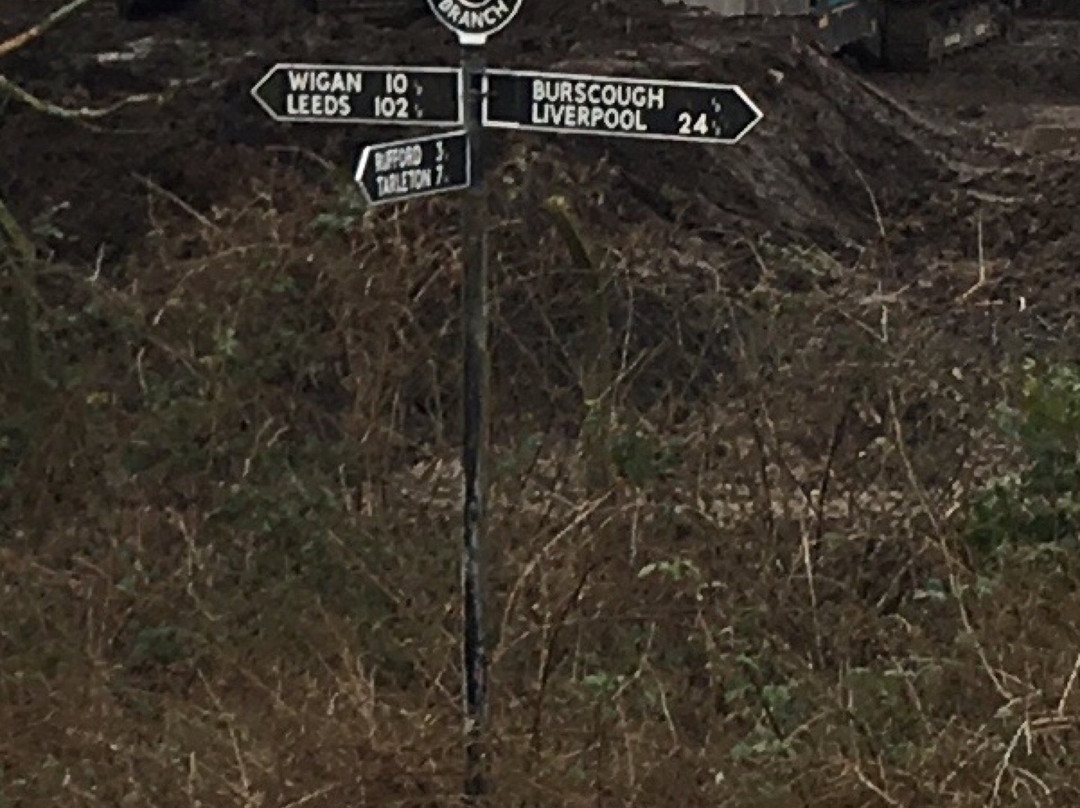 BRANCH
WIGAN 10
LEEDS 102
BURSCOUGH
LIVERPOOL 24
RUFFORD 3
TARLETON 7